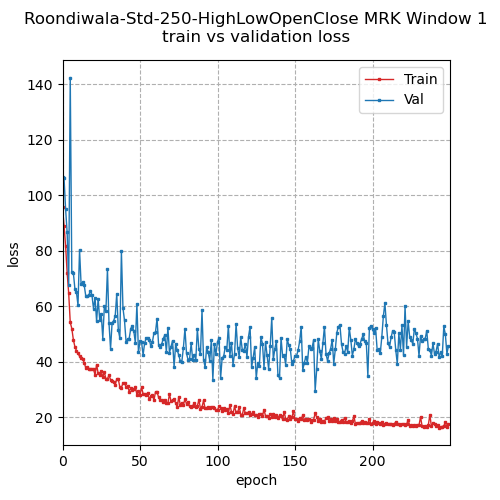 Roondiwala-Std-250-HighLowOpenClose MRK Window 1
train vs validation loss
Train
Val
loss
140
120
100
80
60
40
20
0 50 100 150 200
epoch